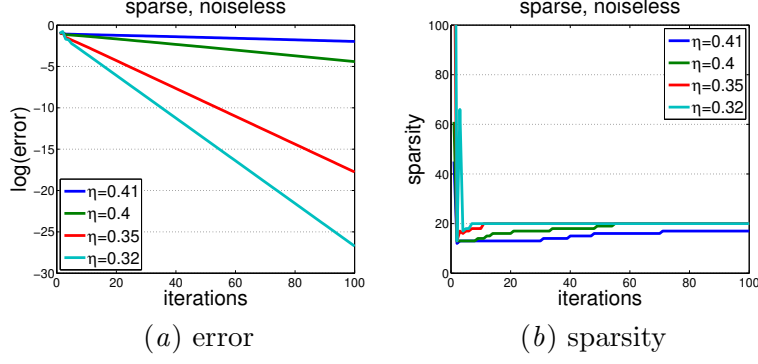 sparse, noiseless
0
−5
−10
−15
−20
−25
−30
log(error)
η=0.41
η=0.4
η=0.35
η=0.32
0 20 40 60 80 100
iterations
(a) error
sparse, noiseless
100
80
60
40
20
0
sparsity
η=0.41
η=0.4
η=0.35
η=0.32
0 20 40 60 80 100
iterations
(b) sparsity